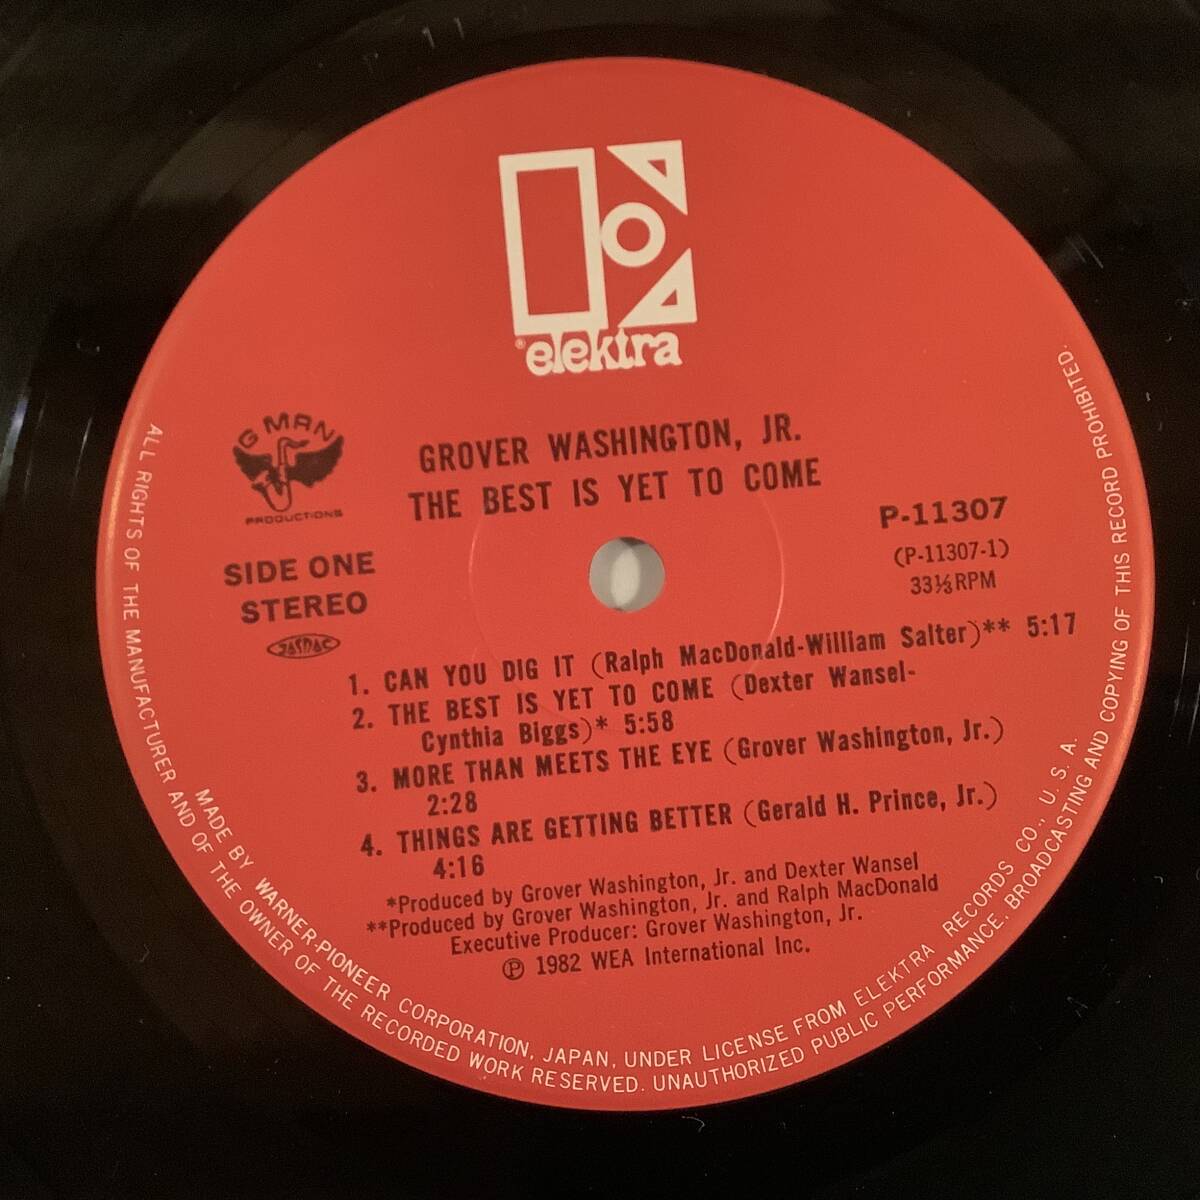 ® elektra
G MAN
PRODUCTIONS
GROVER WASHINGTON, JR.
THE BEST IS YET TO COME
SIDE ONE
STEREO
JASRAC
P-11307
(P-11307-1)
33⅓RPM
1. CAN YOU DIG IT (Ralph MacDonald-William Salter)** 5:17
2. THE BEST IS YET TO COME (Dexter Wansel-
Cynthia Biggs)* 5:58
3. MORE THAN MEETS THE EYE (Grover Washington, Jr.)
2:28
4. THINGS ARE GETTING BETTER (Gerald H. Prince, Jr.)
4:16
*Produced by Grover Washington, Jr. and Dexter Wansel
**Produced by Grover Washington, Jr. and Ralph MacDonald
Executive Producer: Grover Washington, Jr.
℗ 1982 WEA International Inc.
MADE BY WARNER-PIONEER CORPORATION, JAPAN, UNDER LICENSE FROM ELEKTRA RECORDS CO., U. S. A.
ALL RIGHTS OF THE MANUFACTURER AND OF THE OWNER OF THE RECORDED WORK RESERVED. UNAUTHORIZED PUBLIC PERFORMANCE, BROADCASTING AND COPYING OF THIS RECORD PROHIBITED.